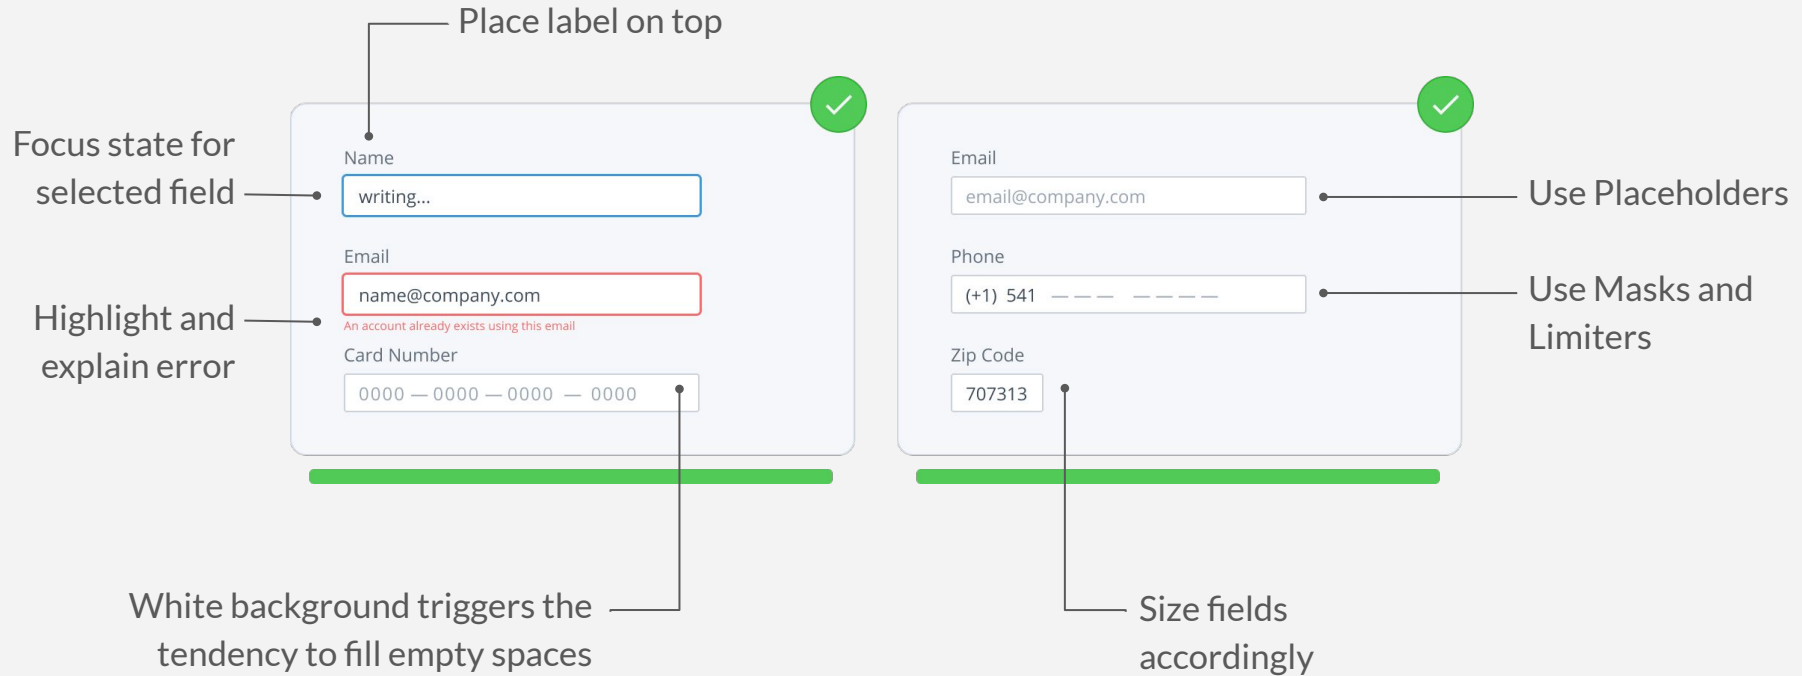 Place label on top
Focus state for
selected field
Name
writing...
Email
name@company.com
An account already exists using this email
Highlight and
explain error
Card Number
0000 — 0000 — 0000 — 0000
White background triggers the
tendency to fill empty spaces
Email
email@company.com
Use Placeholders
Phone
(+1) 541 ——— ————
Use Masks and
Limiters
Zip Code
707313
Size fields
accordingly